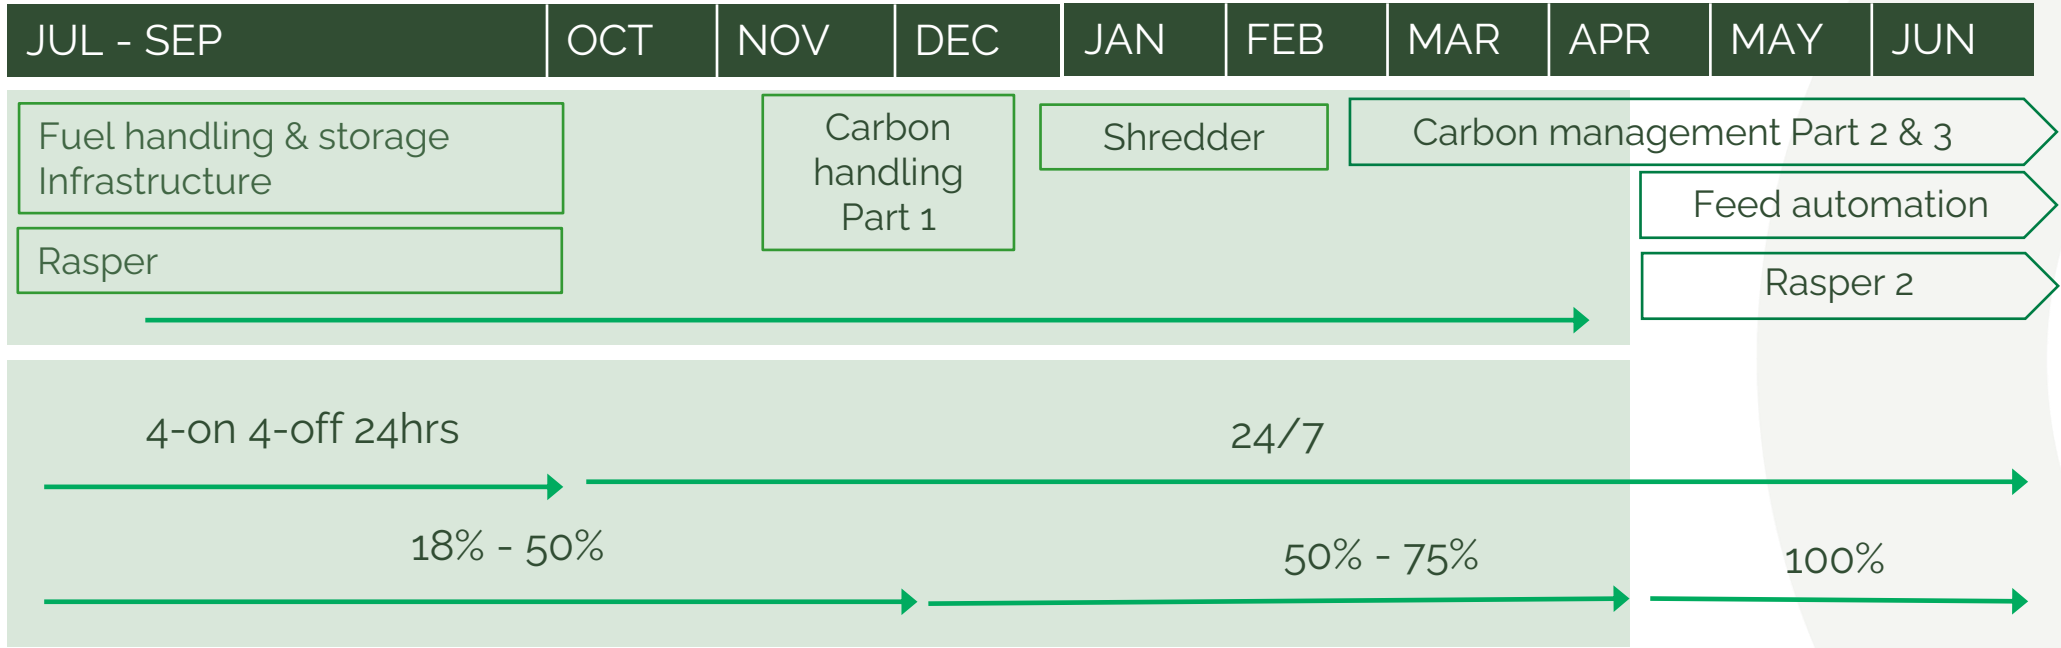 JUL - SEP OCT NOV DEC JAN FEB MAR APR MAY JUN
Fuel handling & storage
Infrastructure
Rasper
Carbon
handling
Part 1
Shredder
Carbon management Part 2 & 3
Feed automation
Rasper 2
4-on 4-off 24hrs
24/7
18% - 50%
50% - 75%
100%